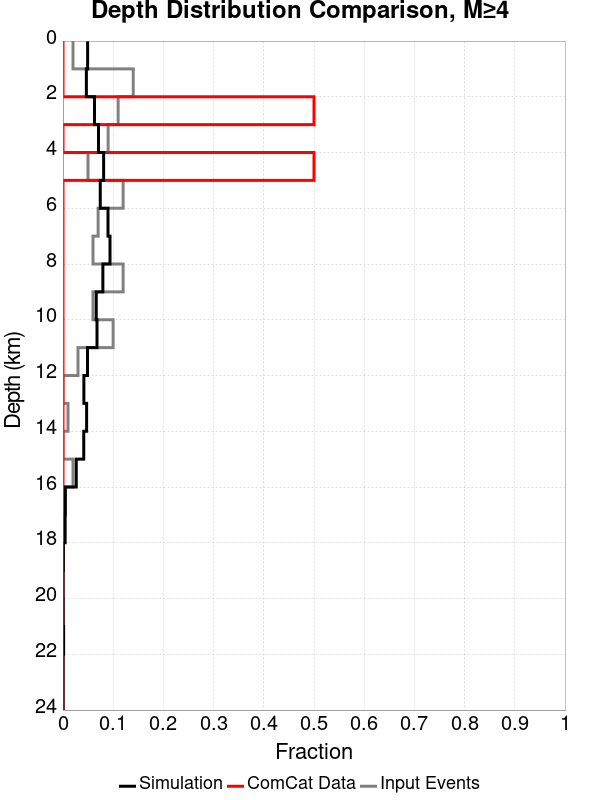 Depth Distribution Comparison, M≥4
0
2
4
6
8
10
12
14
16
18
20
22
24
Depth (km)
0 0.1 0.2 0.3 0.4 0.5 0.6 0.7 0.8 0.9 1
Fraction
Simulation ComCat Data Input Events